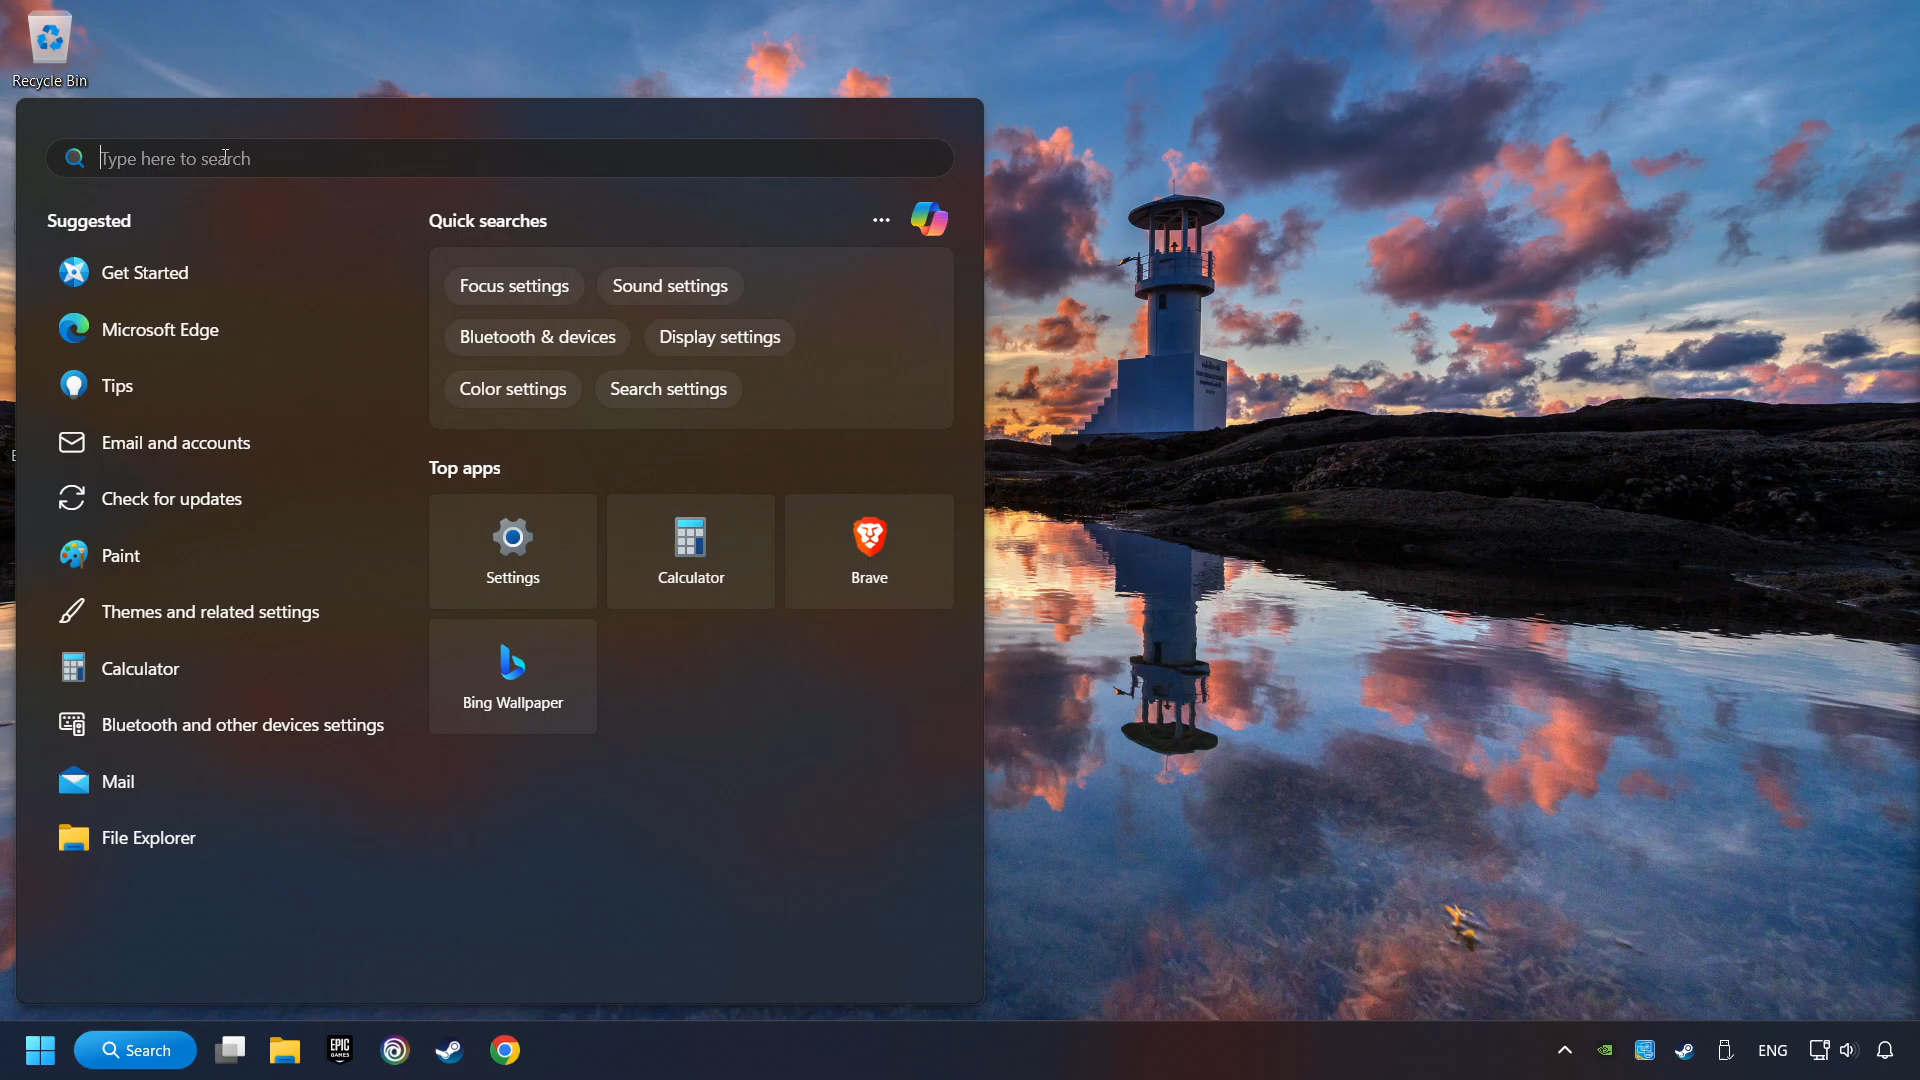 Recycle Bin
Type here to search
Suggested
Get Started
Microsoft Edge
Tips
Email and accounts
Check for updates
Paint
Themes and related settings
Calculator
Bluetooth and other devices settings
Mail
File Explorer
Quick searches
Focus settings
Sound settings
Bluetooth & devices
Display settings
Color settings
Search settings
Top apps
Settings
Calculator
Brave
Bing Wallpaper
Search
EPIC
GAMES
ENG